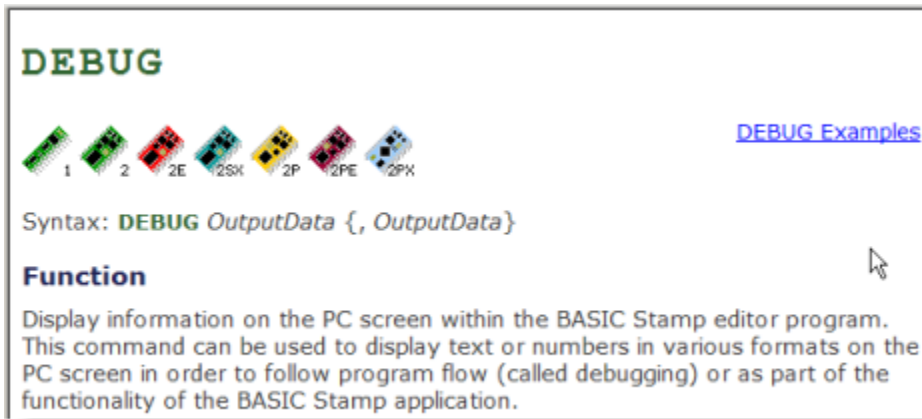 DEBUG
1 2 2E 2SX 2P 2PE 2PX
DEBUG Examples
Syntax: DEBUG OutputData {, OutputData}
Function
Display information on the PC screen within the BASIC Stamp editor program.
This command can be used to display text or numbers in various formats on the
PC screen in order to follow program flow (called debugging) or as part of the
functionality of the BASIC Stamp application.